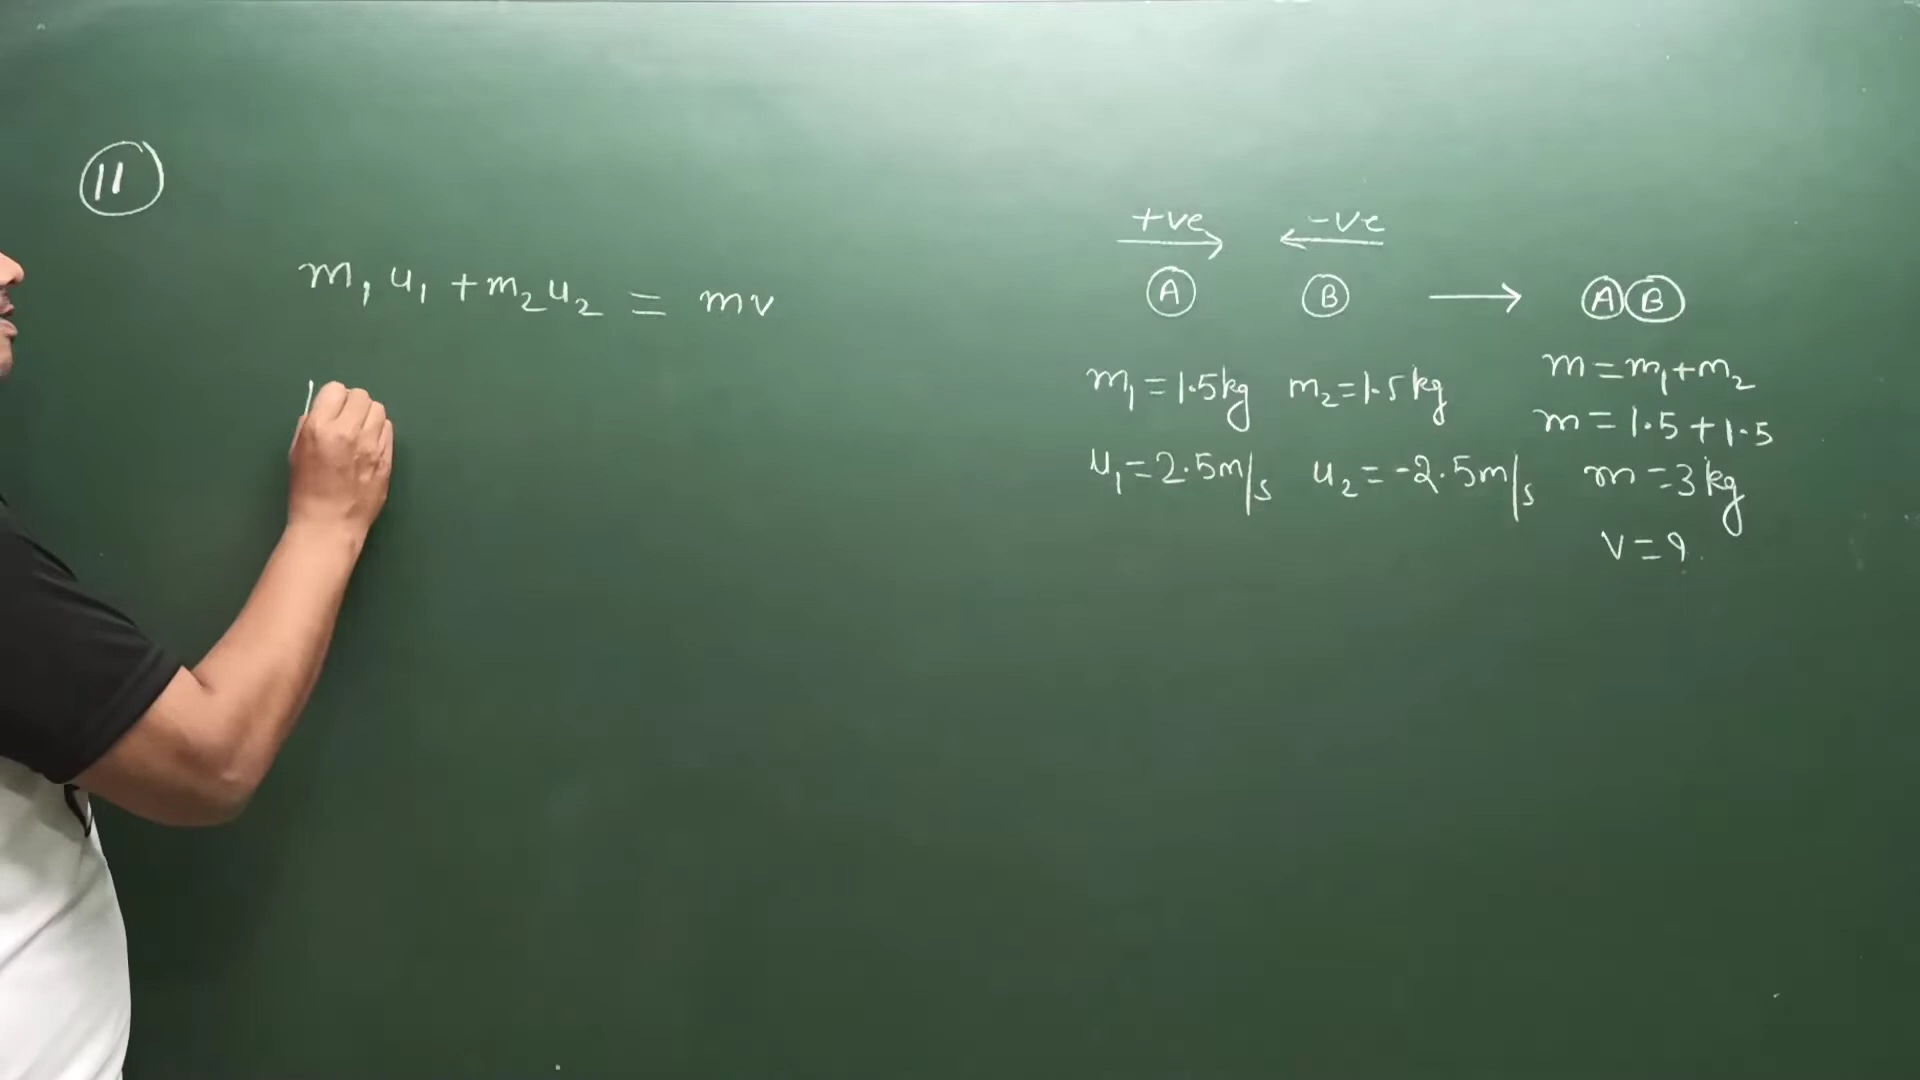 11
m₁u₁ + m₂u₂ = mv
+ve -ve
A B → A B
m₁ = 1.5kg m₂ = 1.5kg
u₁ = 2.5m/s u₂ = -2.5m/s
m = m₁ + m₂
m = 1.5 + 1.5
m = 3kg
v = ?